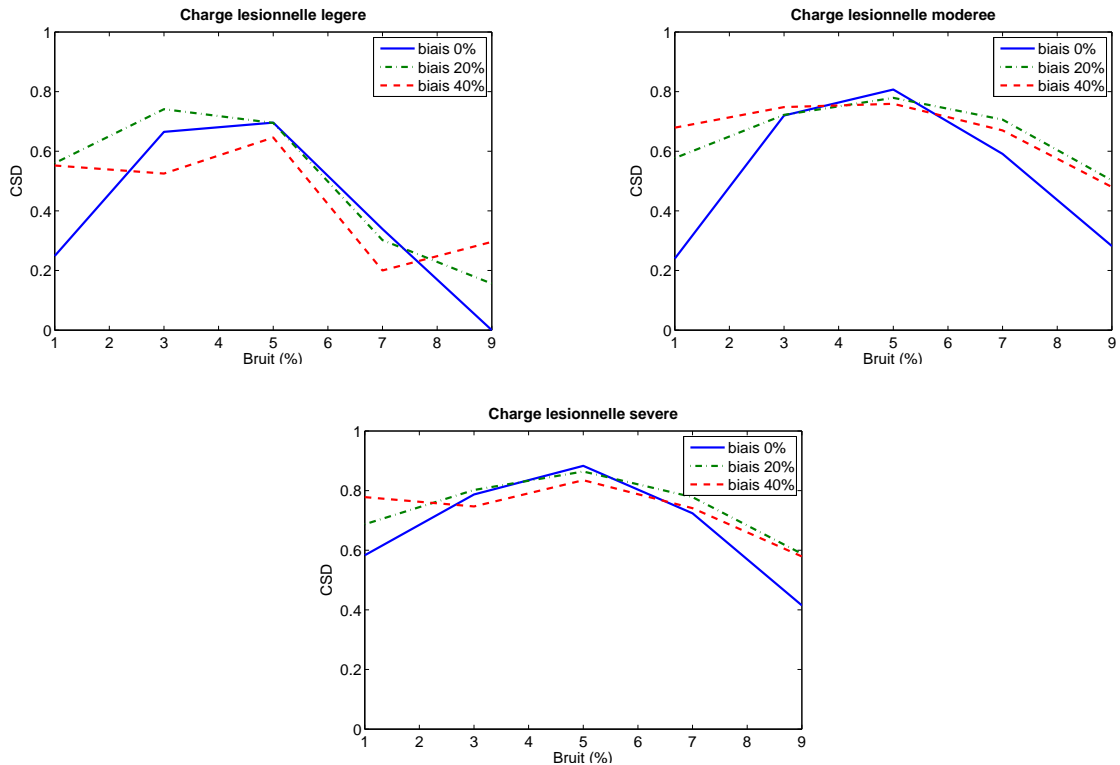 Charge lesionnelle legere
1
0.8
0.6
0.4
0.2
0
CSD
biais 0%
biais 20%
biais 40%
1 2 3 4 5 6 7 8 9
Bruit (%)
Charge lesionnelle moderee
1
0.8
0.6
0.4
0.2
0
CSD
biais 0%
biais 20%
biais 40%
1 2 3 4 5 6 7 8 9
Bruit (%)
Charge lesionnelle severe
1
0.8
0.6
0.4
0.2
0
CSD
biais 0%
biais 20%
biais 40%
1 2 3 4 5 6 7 8 9
Bruit (%)